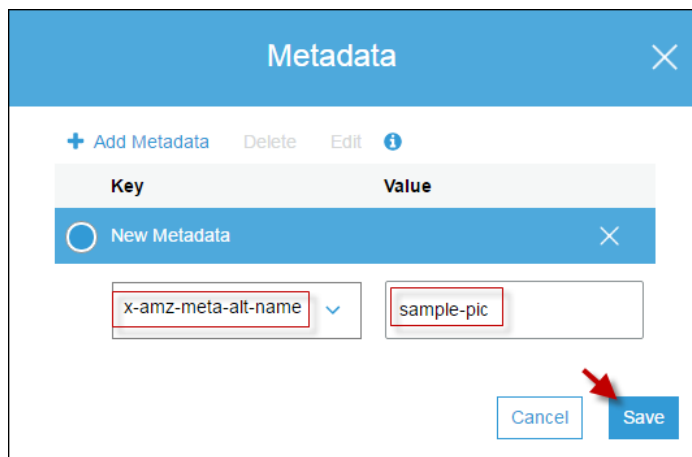 Metadata
Add Metadata Delete Edit
Key Value
New Metadata
x-amz-meta-alt-name sample-pic
Cancel Save